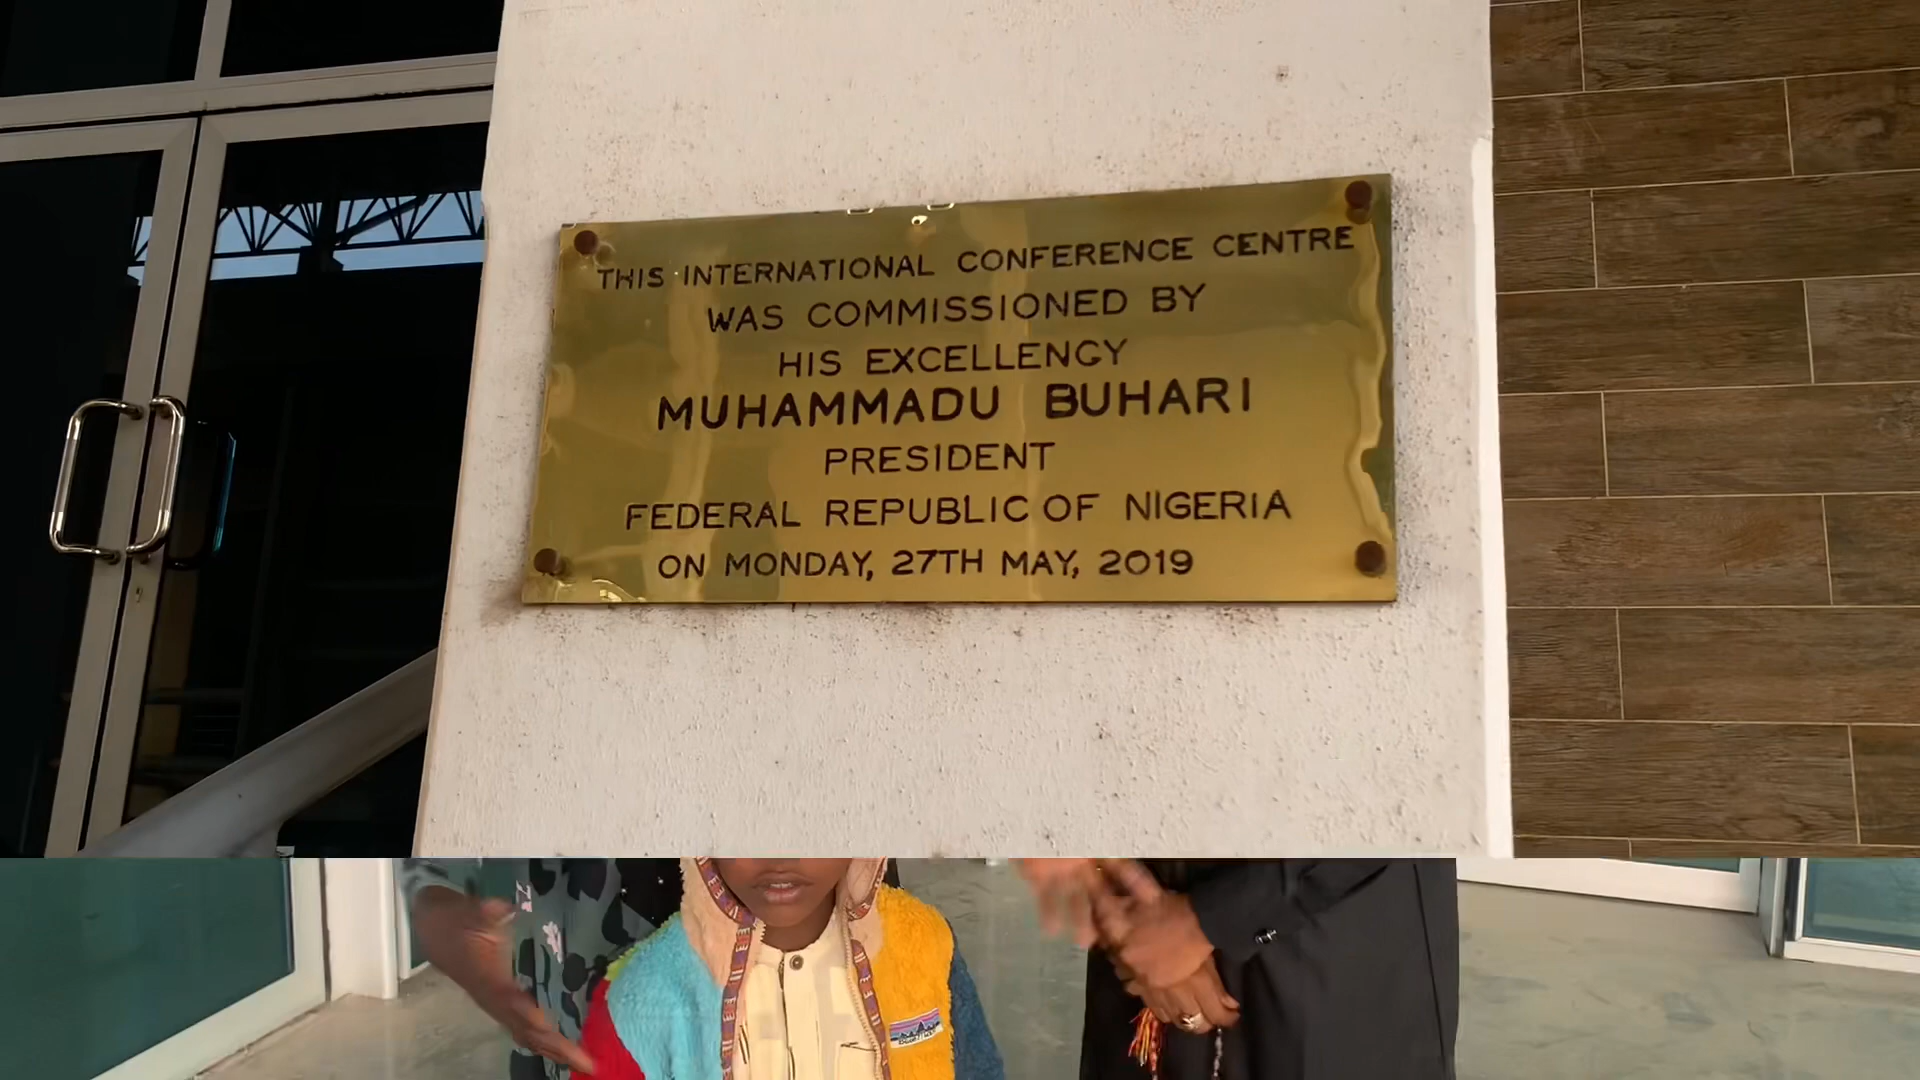 THIS INTERNATIONAL CONFERENCE CENTRE
WAS COMMISSIONED BY
HIS EXCELLENCY
MUHAMMADU BUHARI
PRESIDENT
FEDERAL REPUBLIC OF NIGERIA
ON MONDAY, 27TH MAY, 2019